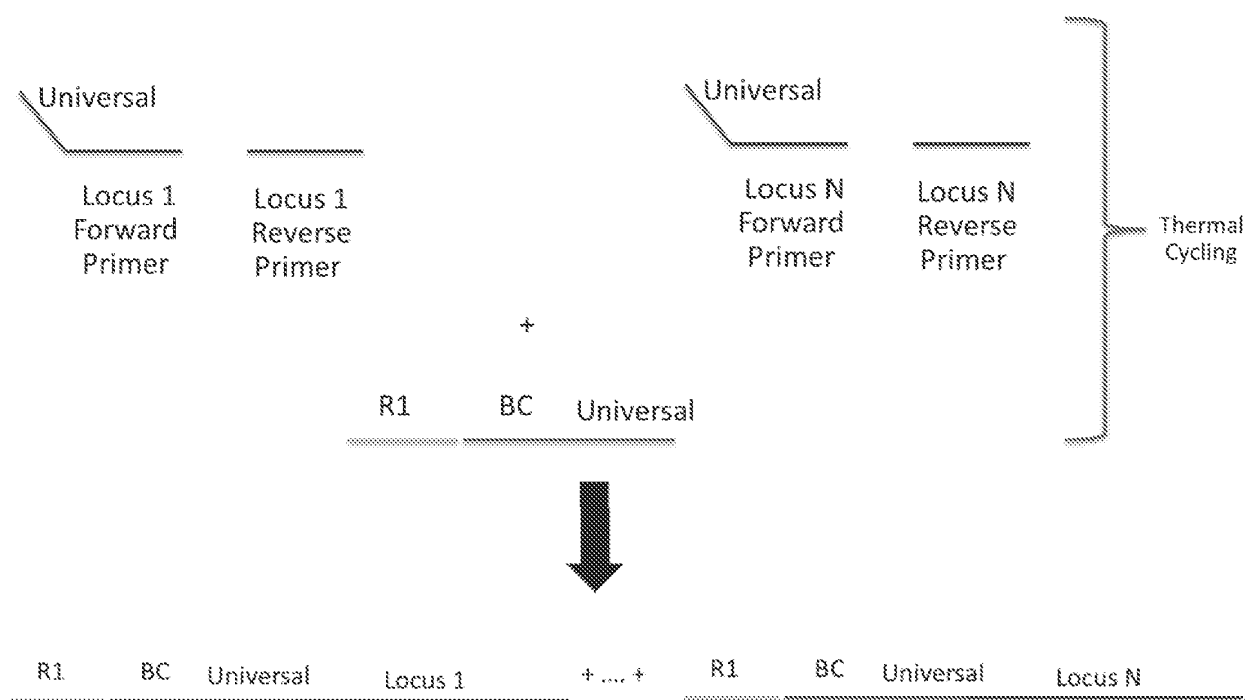 Universal
Universal
Locus 1 Forward Primer
Locus 1 Reverse Primer
Locus N Forward Primer
Locus N Reverse Primer
Thermal Cycling
+
R1 BC Universal
R1 BC Universal Locus 1 + .... + R1 BC Universal Locus N